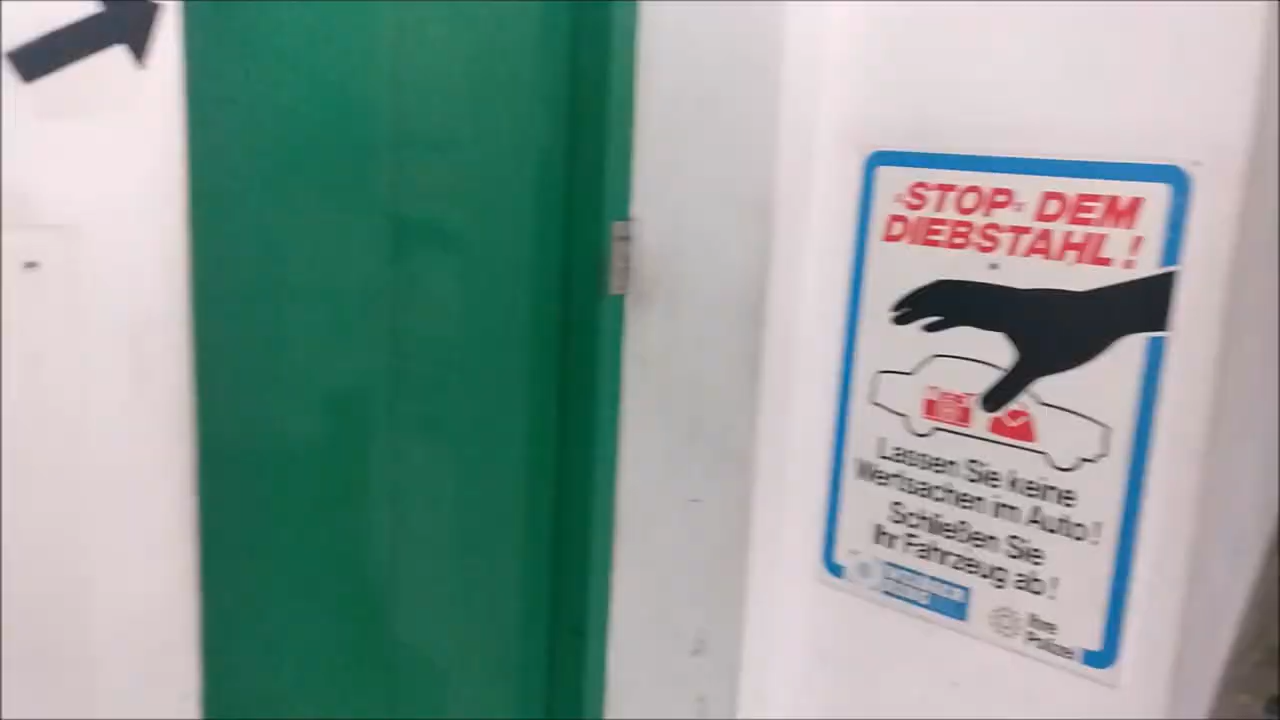 «STOP» DEM
DIEBSTAHL!
Lassen Sie keine
Wertsachen im Auto!
Schließen Sie
Ihr Fahrzeug ab!
Ihre
Polizei